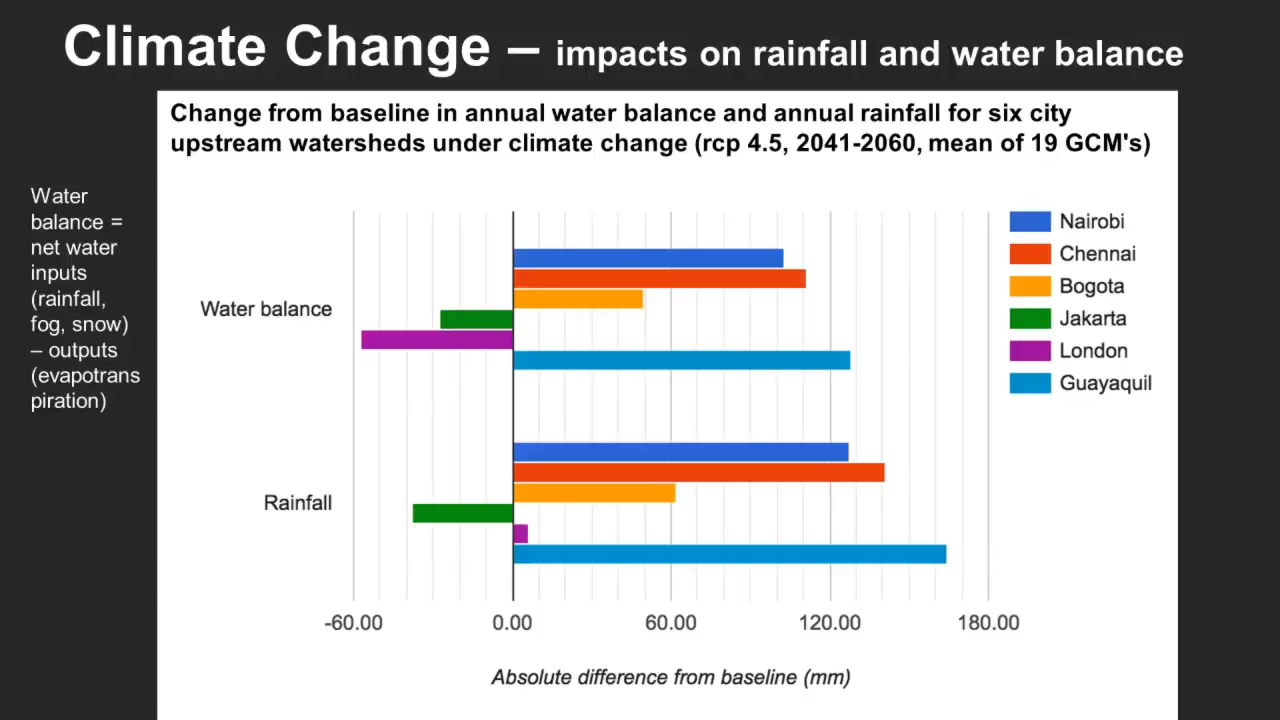 Climate Change – impacts on rainfall and water balance
Change from baseline in annual water balance and annual rainfall for six city
upstream watersheds under climate change (rcp 4.5, 2041-2060, mean of 19 GCM's)
Water
balance =
net water
inputs
(rainfall,
fog, snow)
– outputs
(evapotrans
piration)
Water balance
Rainfall
Nairobi
Chennai
Bogota
Jakarta
London
Guayaquil
-60.00 0.00 60.00 120.00 180.00
Absolute difference from baseline (mm)